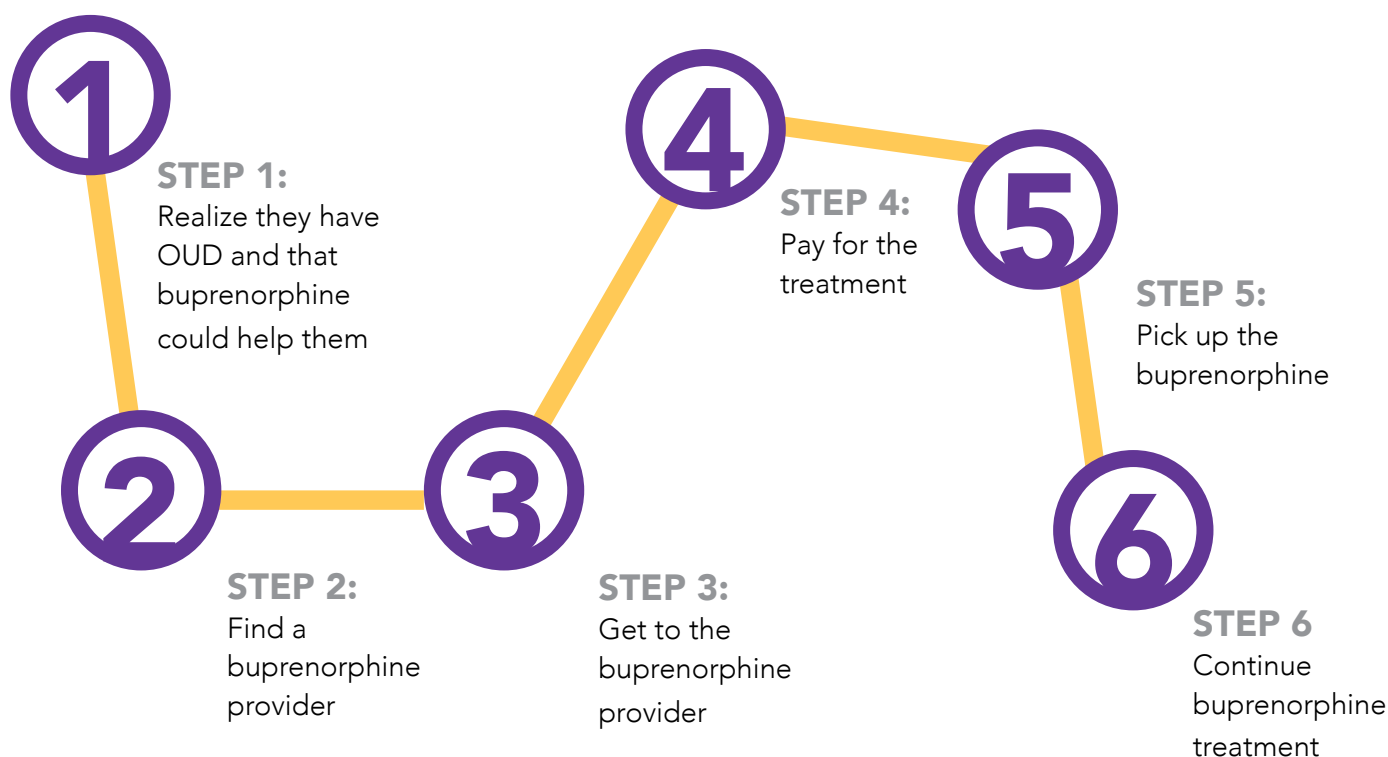 1
STEP 1:
Realize they have
OUD and that
buprenorphine
could help them
2
STEP 2:
Find a
buprenorphine
provider
3
STEP 3:
Get to the
buprenorphine
provider
4
STEP 4:
Pay for the
treatment
5
STEP 5:
Pick up the
buprenorphine
6
STEP 6
Continue
buprenorphine
treatment